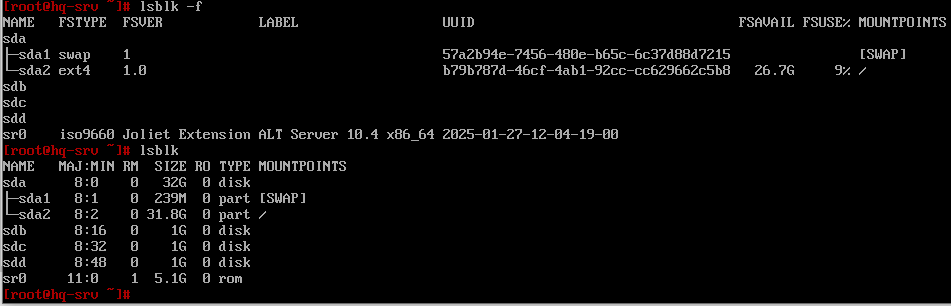 [root@hq-srv ~]# lsblk -f
NAME   FSTYPE FSVER            LABEL                  UUID                                 FSAVAIL FSUSE% MOUNTPOINTS
sda
├─sda1 swap   1                                       57a2b94e-7456-480e-b65c-6c37d88d7215                [SWAP]
└─sda2 ext4   1.0                                     b79b787d-46cf-4ab1-92cc-cc629662c5b8   26.7G     9% /
sdb
sdc
sdd
sr0    iso9660 Joliet Extension ALT Server 10.4 x86_64 2025-01-27-12-04-19-00
[root@hq-srv ~]# lsblk
NAME   MAJ:MIN RM  SIZE RO TYPE MOUNTPOINTS
sda      8:0    0   32G  0 disk
├─sda1   8:1    0  239M  0 part [SWAP]
└─sda2   8:2    0 31.8G  0 part /
sdb      8:16   0    1G  0 disk
sdc      8:32   0    1G  0 disk
sdd      8:48   0    1G  0 disk
sr0     11:0    1  5.1G  0 rom
[root@hq-srv ~]#